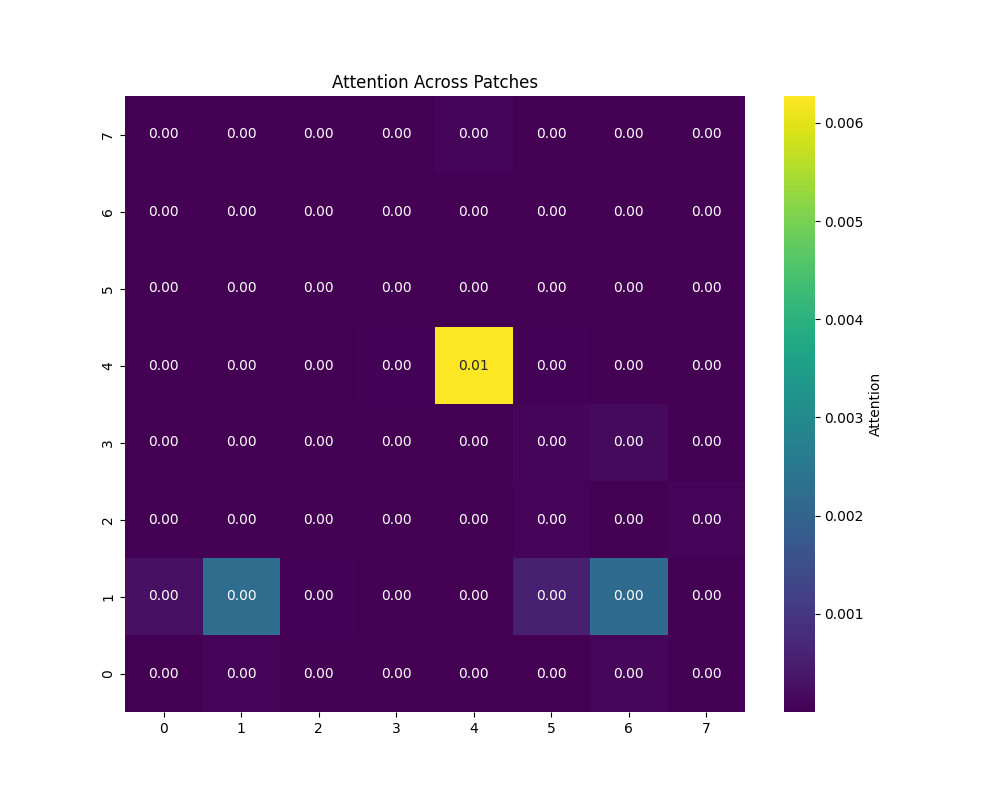 Attention Across Patches
7 0.00 0.00 0.00 0.00 0.00 0.00 0.00 0.00
6 0.00 0.00 0.00 0.00 0.00 0.00 0.00 0.00
5 0.00 0.00 0.00 0.00 0.00 0.00 0.00 0.00
4 0.00 0.00 0.00 0.00 0.01 0.00 0.00 0.00
3 0.00 0.00 0.00 0.00 0.00 0.00 0.00 0.00
2 0.00 0.00 0.00 0.00 0.00 0.00 0.00 0.00
1 0.00 0.00 0.00 0.00 0.00 0.00 0.00 0.00
0 0.00 0.00 0.00 0.00 0.00 0.00 0.00 0.00
0 1 2 3 4 5 6 7
0.006
0.005
0.004
0.003
0.002
0.001
Attention